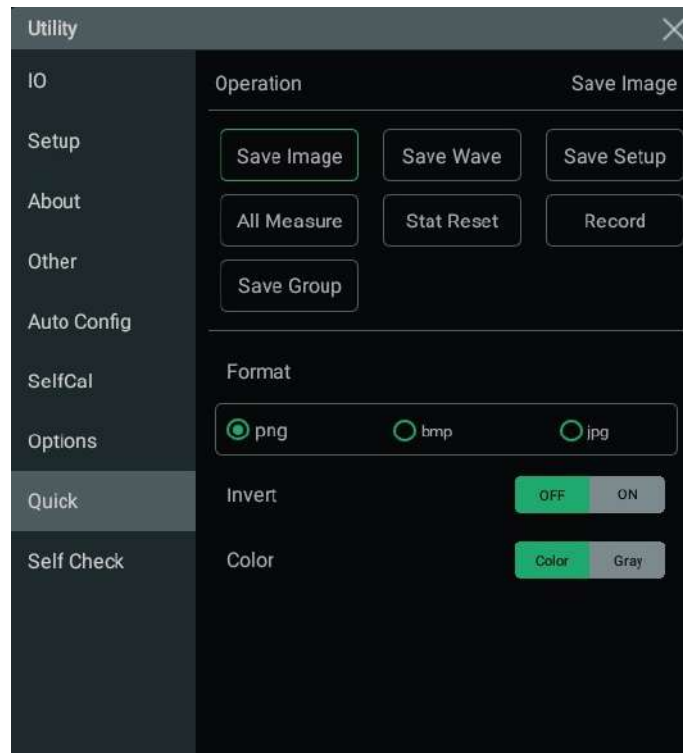 Utility
IO
Setup
About
Other
Auto Config
SelfCal
Options
Quick
Self Check
Operation Save Image
Save Image Save Wave Save Setup
All Measure Stat Reset Record
Save Group
Format
png bmp jpg
Invert OFF ON
Color Color Gray